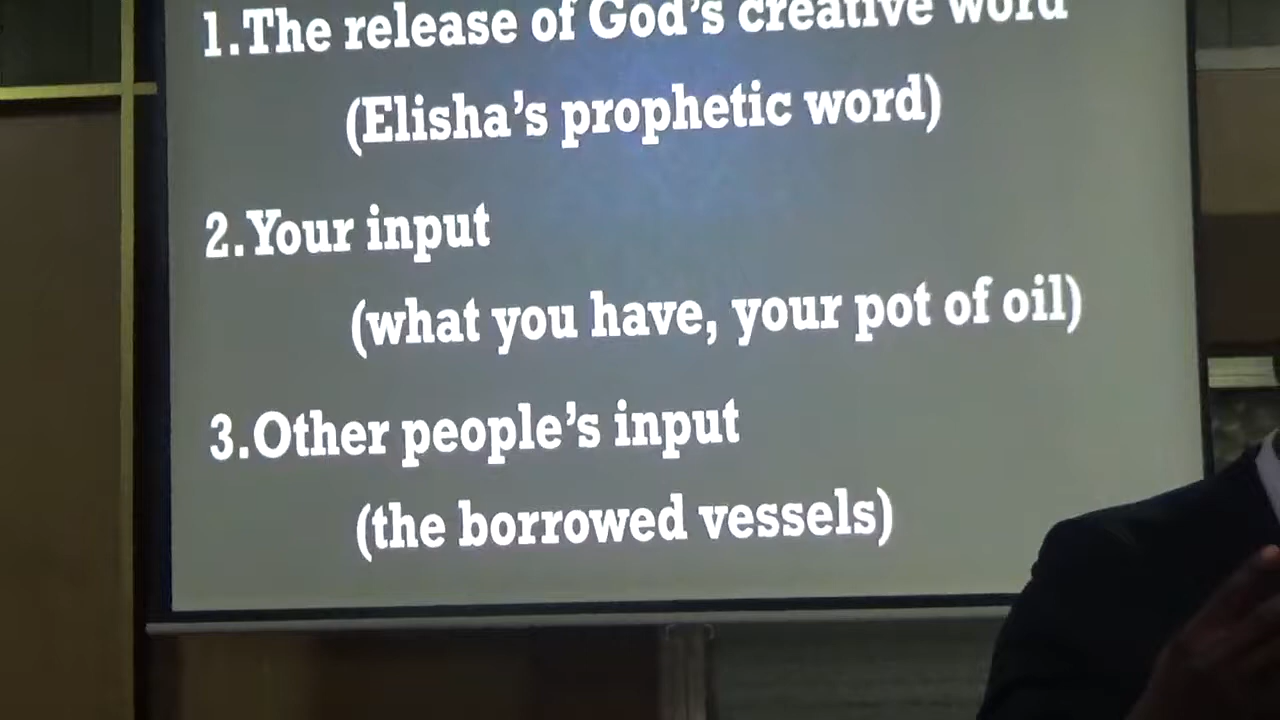 1.The release of God's creative word
(Elisha's prophetic word)
2.Your input
(what you have, your pot of oil)
3.Other people's input
(the borrowed vessels)